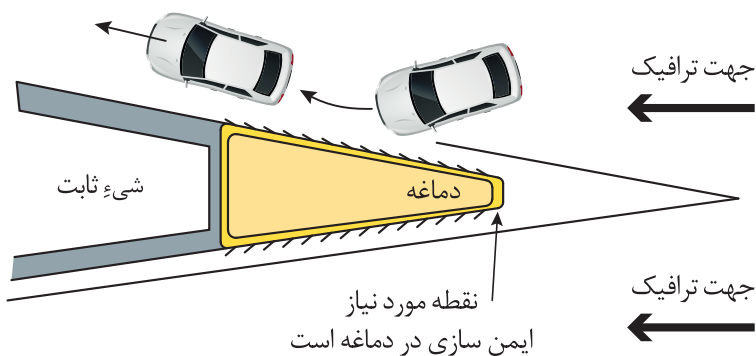 جهت ترافیک
شیءِ ثابت
دماغه
نقطه مورد نیاز
ایمن سازی در دماغه است
جهت ترافیک